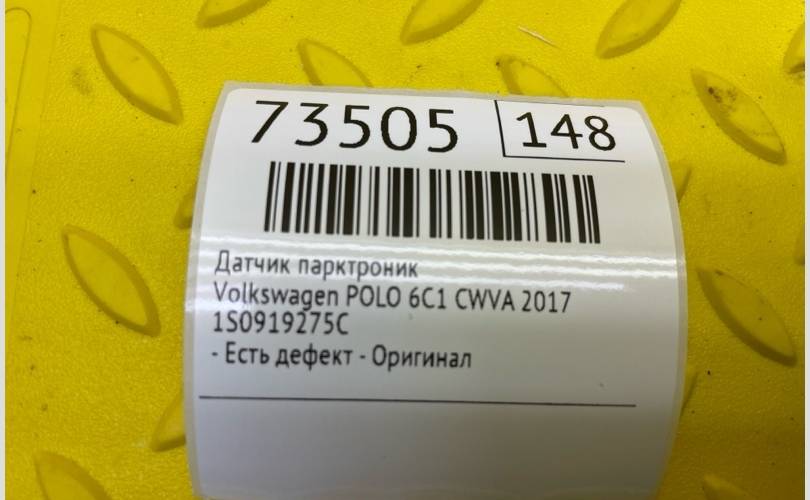 73505 148
Датчик парктроник
Volkswagen POLO 6C1 CWVA 2017
1S0919275C
- Есть дефект - Оригинал